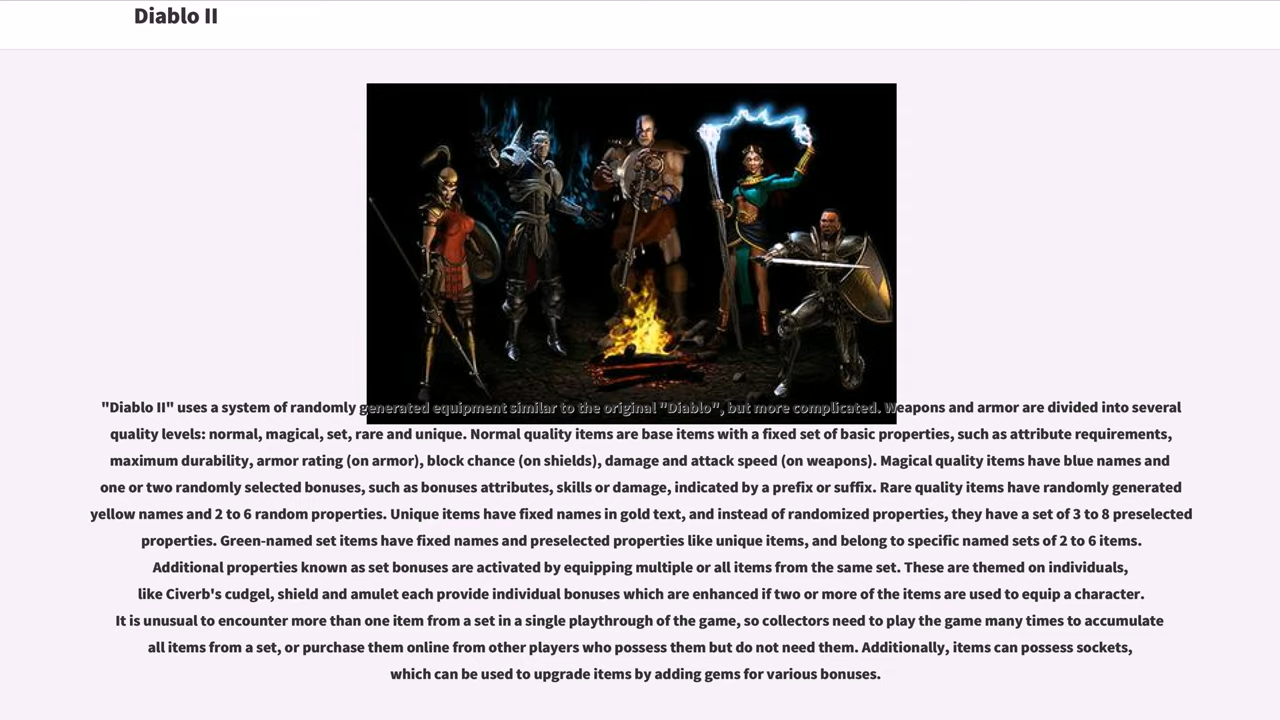 Diablo II
"Diablo II" uses a system of randomly generated equipment similar to the original "Diablo", but more complicated. Weapons and armor are divided into several
quality levels: normal, magical, set, rare and unique. Normal quality items are base items with a fixed set of basic properties, such as attribute requirements,
maximum durability, armor rating (on armor), block chance (on shields), damage and attack speed (on weapons). Magical quality items have blue names and
one or two randomly selected bonuses, such as bonuses attributes, skills or damage, indicated by a prefix or suffix. Rare quality items have randomly generated
yellow names and 2 to 6 random properties. Unique items have fixed names in gold text, and instead of randomized properties, they have a set of 3 to 8 preselected
properties. Green-named set items have fixed names and preselected properties like unique items, and belong to specific named sets of 2 to 6 items.
Additional properties known as set bonuses are activated by equipping multiple or all items from the same set. These are themed on individuals,
like Civerb's cudgel, shield and amulet each provide individual bonuses which are enhanced if two or more of the items are used to equip a character.
It is unusual to encounter more than one item from a set in a single playthrough of the game, so collectors need to play the game many times to accumulate
all items from a set, or purchase them online from other players who possess them but do not need them. Additionally, items can possess sockets,
which can be used to upgrade items by adding gems for various bonuses.